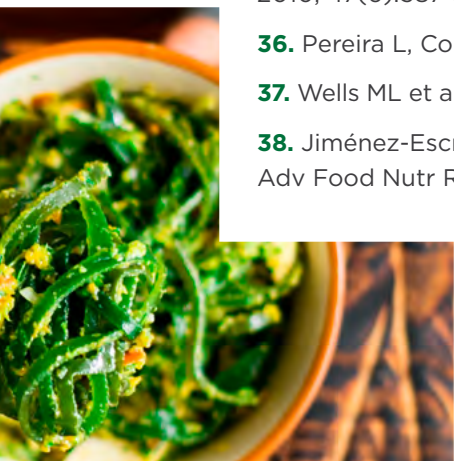 36. Pereira L, Co
37. Wells ML et a
38. Jiménez-Escr
Adv Food Nutr R